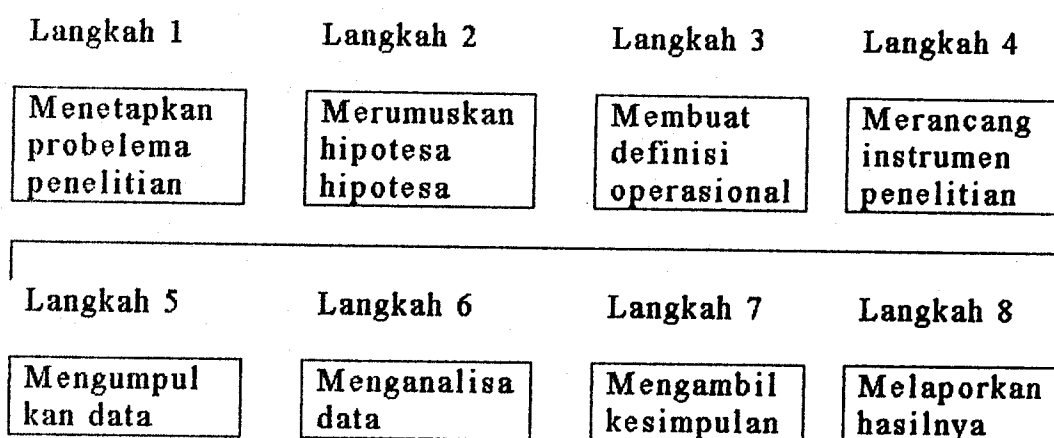 Langkah 1
Langkah 2
Langkah 3
Langkah 4
Menetapkan
probelema
penelitian
Merumuskan
hipotesa
hipotesa
Membuat
definisi
operasional
Merancang
instrumen
penelitian
Langkah 5
Langkah 6
Langkah 7
Langkah 8
Mengumpul
kan data
Menganalisa
data
Mengambil
kesimpulan
Melaporkan
hasilnya